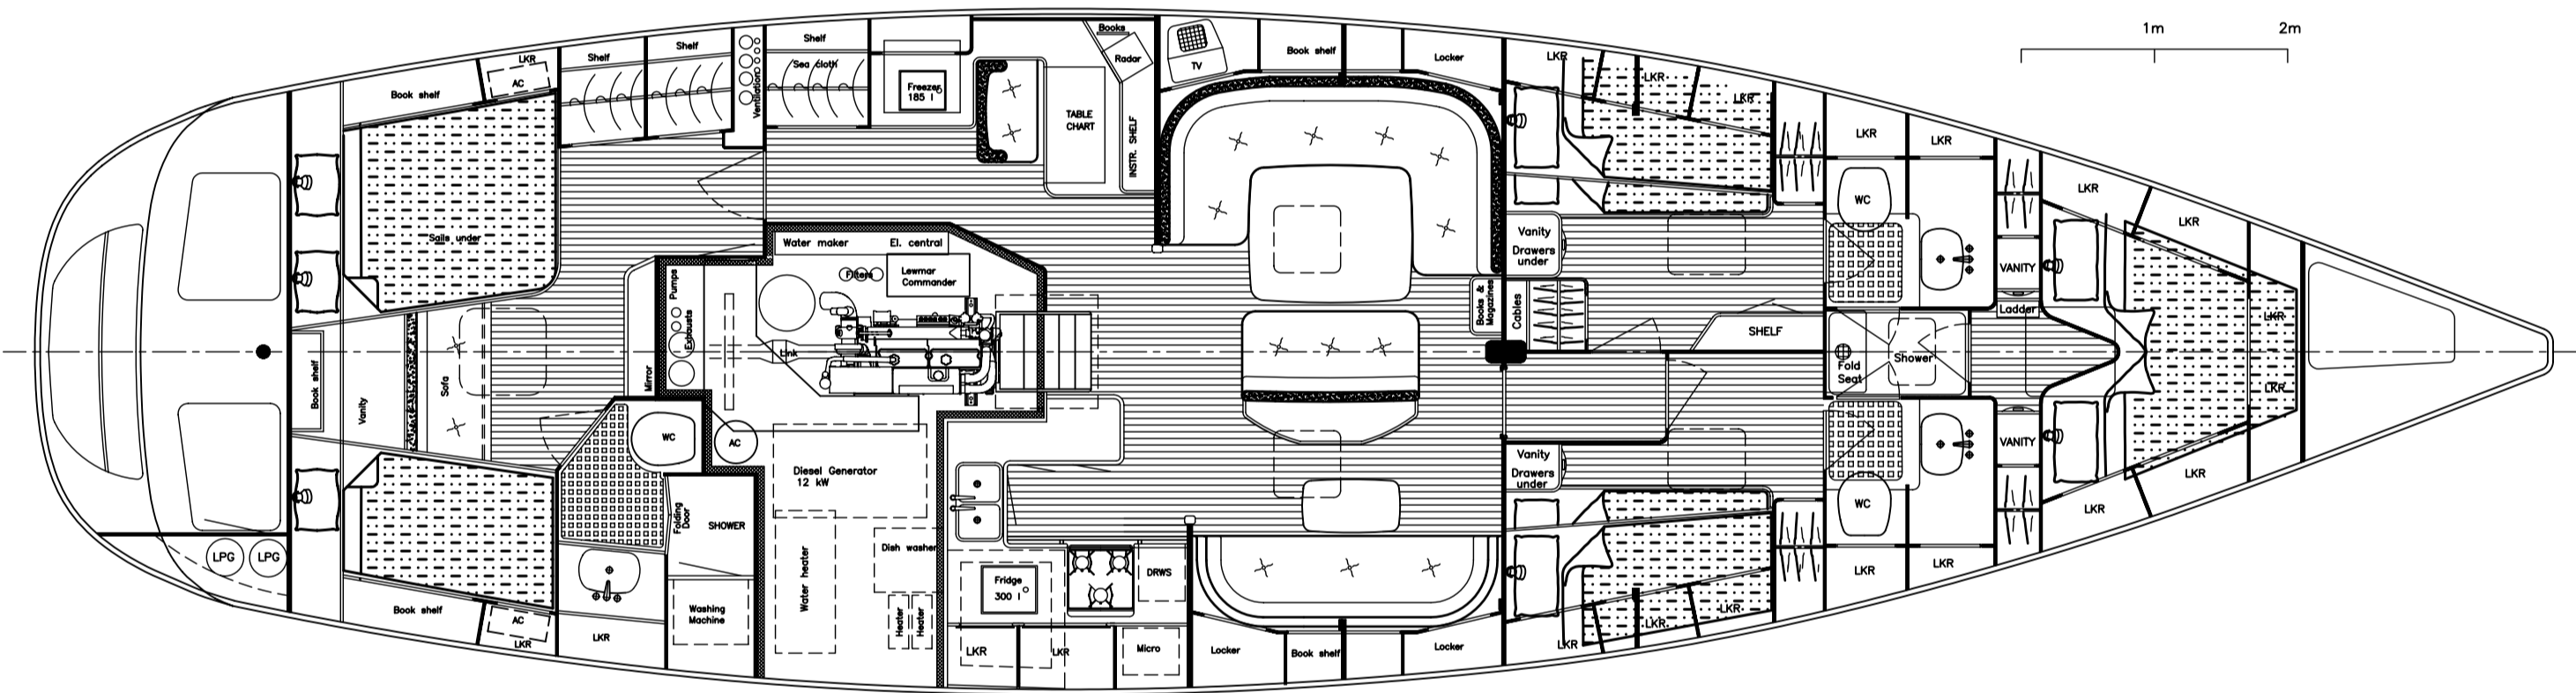 1m
2m
Book shelf
LKR
AC
Shelf
Shelf
Ventilation
Shelf
Sea cloth
Freezer
185 l
Books
Radar
TABLE
CHART
INSTR. SHELF
TV
Book shelf
Locker
LKR
LKR
LKR
LKR
LKR
WC
LKR
LKR
Sails under
Water maker
El. central
Filters
Lewmar
Commander
Pumps
Exhausts
Link
Mirror
Book shelf
Vanity
Sofa
Vanity
Drawers
under
Books &
Magazines
Cables
SHELF
VANITY
Ladder
Fold
Seat
Shower
LKR
LKR
WC
AC
Diesel Generator
12 kW
Folding
Door
SHOWER
Water heater
Dish washer
Heater
Heater
Fridge
300 l
DRWS
Vanity
Drawers
under
VANITY
WC
LKR
LKR
LPG
LPG
Book shelf
AC
LKR
LKR
Washing
Machine
LKR
LKR
Micro
Locker
Book shelf
Locker
LKR
LKR
LKR
LKR
LKR